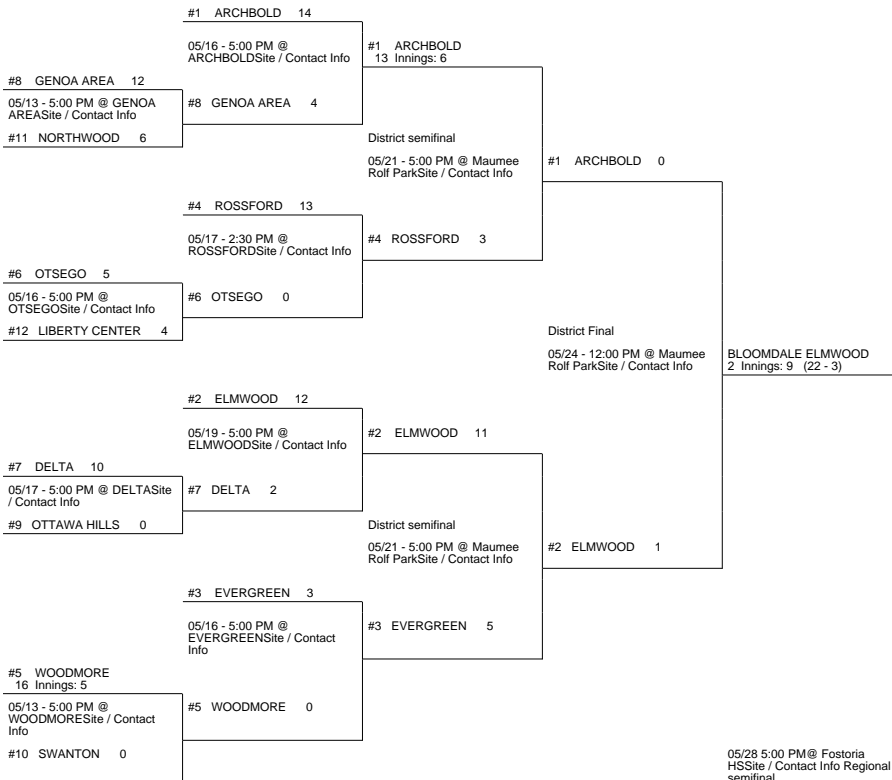 #1 ARCHBOLD 14
05/16 - 5:00 PM @
ARCHBOLDSite / Contact Info
#1 ARCHBOLD
13 Innings: 6
#8 GENOA AREA 12
05/13 - 5:00 PM @ GENOA
AREASite / Contact Info
#8 GENOA AREA 4
#11 NORTHWOOD 6
District semifinal
05/21 - 5:00 PM @ Maumee
Rolf ParkSite / Contact Info
#1 ARCHBOLD 0
#4 ROSSFORD 13
05/17 - 2:30 PM @
ROSSFORDSite / Contact Info
#4 ROSSFORD 3
#6 OTSEGO 5
05/16 - 5:00 PM @
OTSEGOSite / Contact Info
#6 OTSEGO 0
#12 LIBERTY CENTER 4
District Final
05/24 - 12:00 PM @ Maumee
Rolf ParkSite / Contact Info
BLOOMDALE ELMWOOD
2 Innings: 9 (22 - 3)
#2 ELMWOOD 12
05/19 - 5:00 PM @
ELMWOODSite / Contact Info
#2 ELMWOOD 11
#7 DELTA 10
05/17 - 5:00 PM @ DELTASite
/ Contact Info
#7 DELTA 2
#9 OTTAWA HILLS 0
District semifinal
05/21 - 5:00 PM @ Maumee
Rolf ParkSite / Contact Info
#2 ELMWOOD 1
#3 EVERGREEN 3
05/16 - 5:00 PM @
EVERGREENSite / Contact
Info
#3 EVERGREEN 5
#5 WOODMORE
16 Innings: 5
05/13 - 5:00 PM @
WOODMORESite / Contact
Info
#5 WOODMORE 0
#10 SWANTON 0
05/28 5:00 PM@ Fostoria
HSSite / Contact Info Regional
semifinal